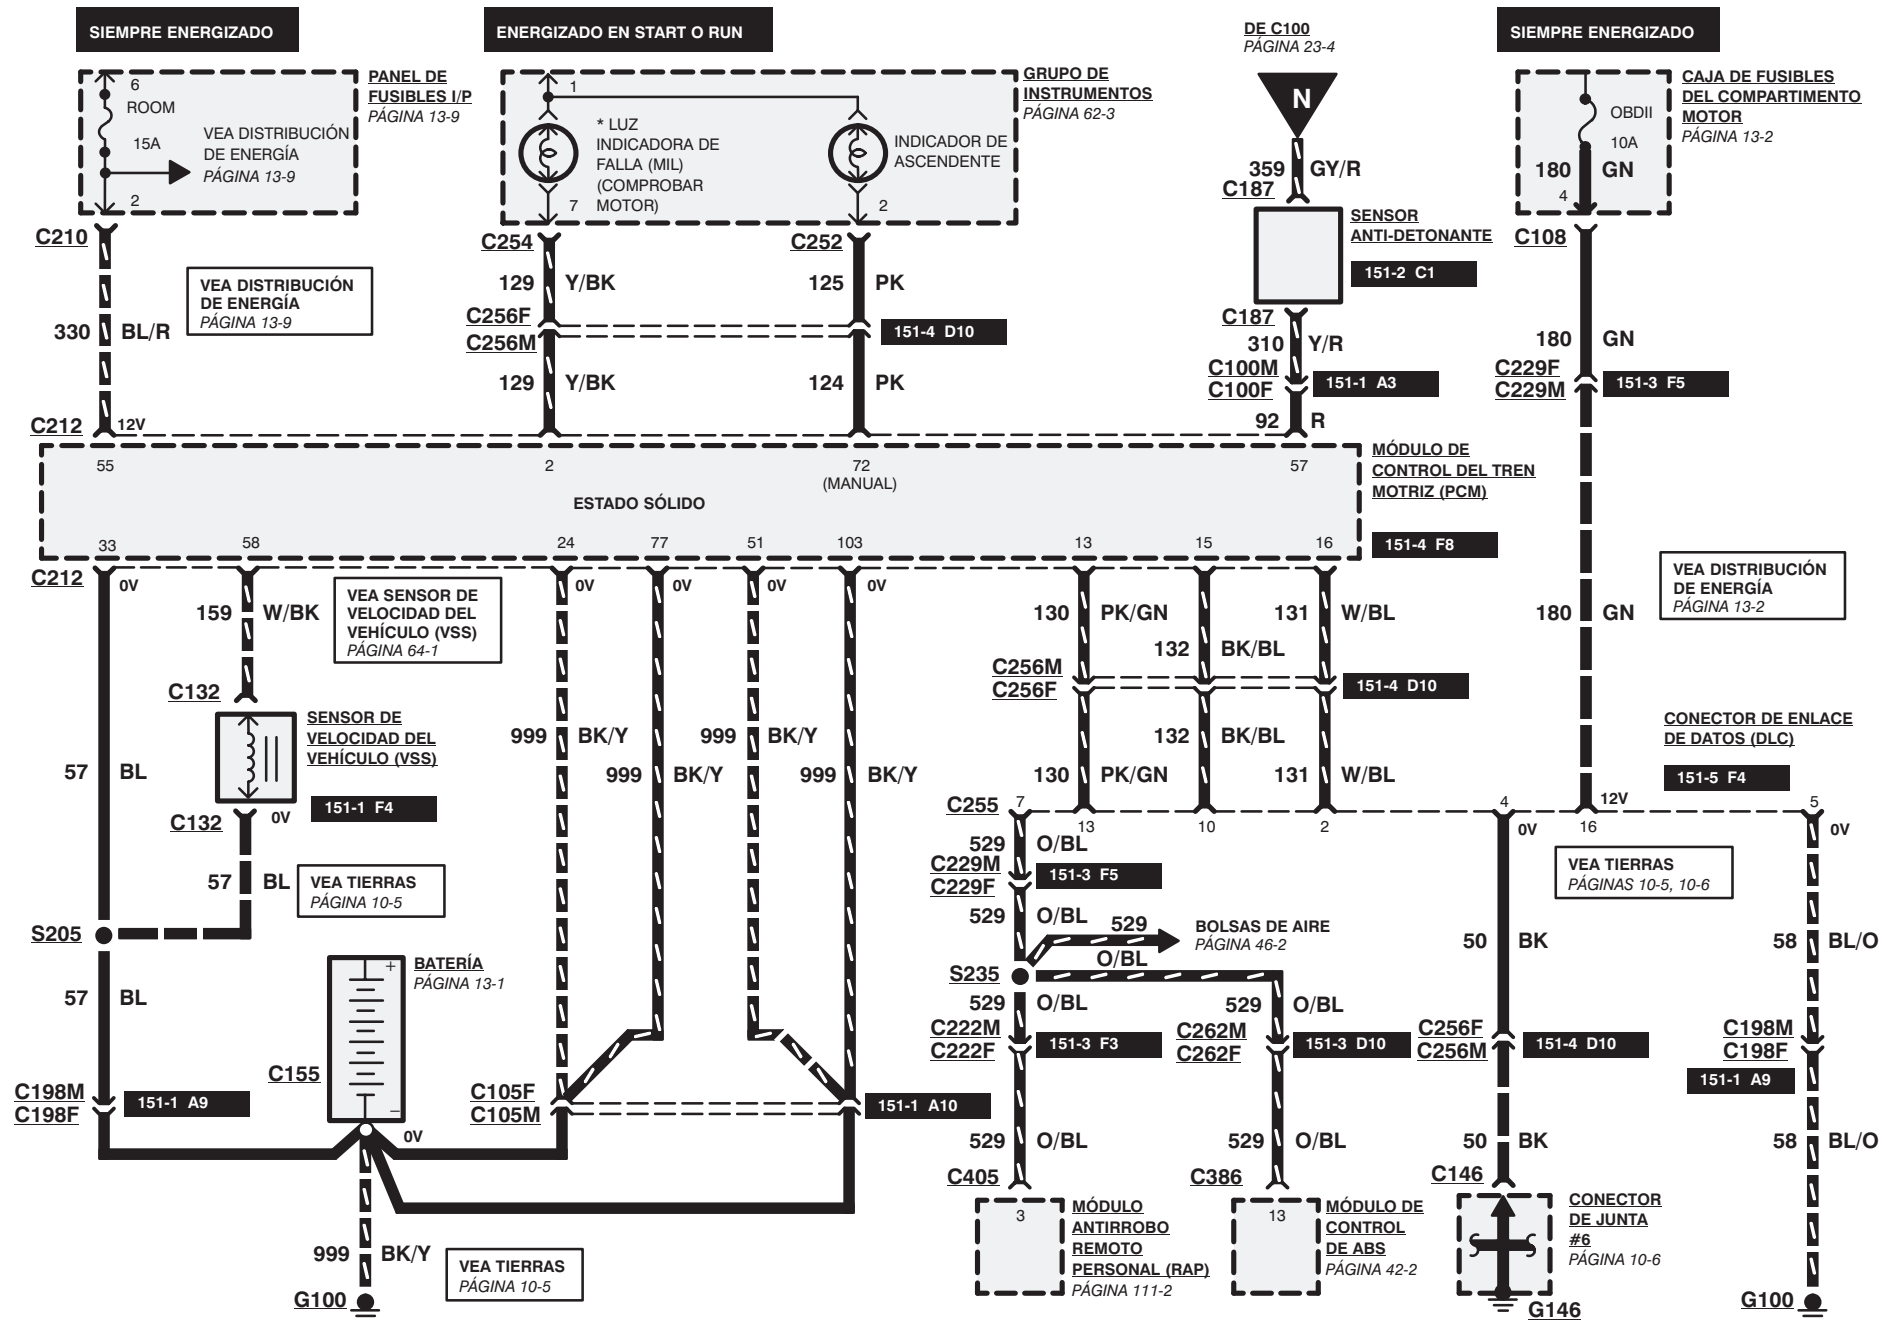 SIEMPRE ENERGIZADO
ENERGIZADO EN START O RUN
DE C100
PÁGINA 23-4
SIEMPRE ENERGIZADO
6
ROOM
15A
VEA DISTRIBUCIÓN
DE ENERGÍA
PÁGINA 13-9
2
PANEL DE
FUSIBLES I/P
PÁGINA 13-9
1
* LUZ
INDICADORA DE
FALLA (MIL)
(COMPROBAR
MOTOR)
7
INDICADOR DE
ASCENDENTE
2
GRUPO DE
INSTRUMENTOS
PÁGINA 62-3
N
359 GY/R
C187
SENSOR
ANTI-DETONANTE
151-2 C1
OBDII
10A
180 GN
4
CAJA DE FUSIBLES
DEL COMPARTIMENTO
MOTOR
PÁGINA 13-2
C210
C254
C252
C108
VEA DISTRIBUCIÓN
DE ENERGÍA
PÁGINA 13-9
330 BL/R
129 Y/BK
125 PK
C256F
C256M
151-4 D10
129 Y/BK
124 PK
C187
310 Y/R
C100M
C100F
151-1 A3
92 R
180 GN
C229F
C229M
151-3 F5
C212 12V
55
2
72
(MANUAL)
57
ESTADO SÓLIDO
MÓDULO DE
CONTROL DEL TREN
MOTRIZ (PCM)
151-4 F8
33
58
24
77
51
103
13
15
16
C212
0V
0V
0V
0V
0V
159 W/BK
VEA SENSOR DE
VELOCIDAD DEL
VEHÍCULO (VSS)
PÁGINA 64-1
130 PK/GN
132 BK/BL
131 W/BL
180 GN
VEA DISTRIBUCIÓN
DE ENERGÍA
PÁGINA 13-2
C256M
C256F
151-4 D10
C132
SENSOR DE
VELOCIDAD DEL
VEHÍCULO (VSS)
151-1 F4
C132
0V
57 BL
999 BK/Y
999 BK/Y
999 BK/Y
999 BK/Y
132 BK/BL
130 PK/GN
131 W/BL
CONECTOR DE ENLACE
DE DATOS (DLC)
151-5 F4
C255
7
13
10
2
4
0V
12V
16
5
0V
57 BL
VEA TIERRAS
PÁGINA 10-5
529 O/BL
C229M
C229F
151-3 F5
529 O/BL
VEA TIERRAS
PÁGINAS 10-5, 10-6
S205
529
O/BL
BOLSAS DE AIRE
PÁGINA 46-2
S235
50 BK
58 BL/O
57 BL
BATERÍA
PÁGINA 13-1
+
−
C155
0V
529 O/BL
C222M
C222F
151-3 F3
529 O/BL
C262M
C262F
151-3 D10
C256F
C256M
151-4 D10
C198M
C198F
151-1 A9
C198M
C198F
151-1 A9
C105F
C105M
151-1 A10
529 O/BL
529 O/BL
50 BK
58 BL/O
C405
C386
C146
3
MÓDULO
ANTIRROBO
REMOTO
PERSONAL (RAP)
PÁGINA 111-2
13
MÓDULO DE
CONTROL
DE ABS
PÁGINA 42-2
CONECTOR
DE JUNTA
#6
PÁGINA 10-6
999 BK/Y
VEA TIERRAS
PÁGINA 10-5
G100
G146
G100